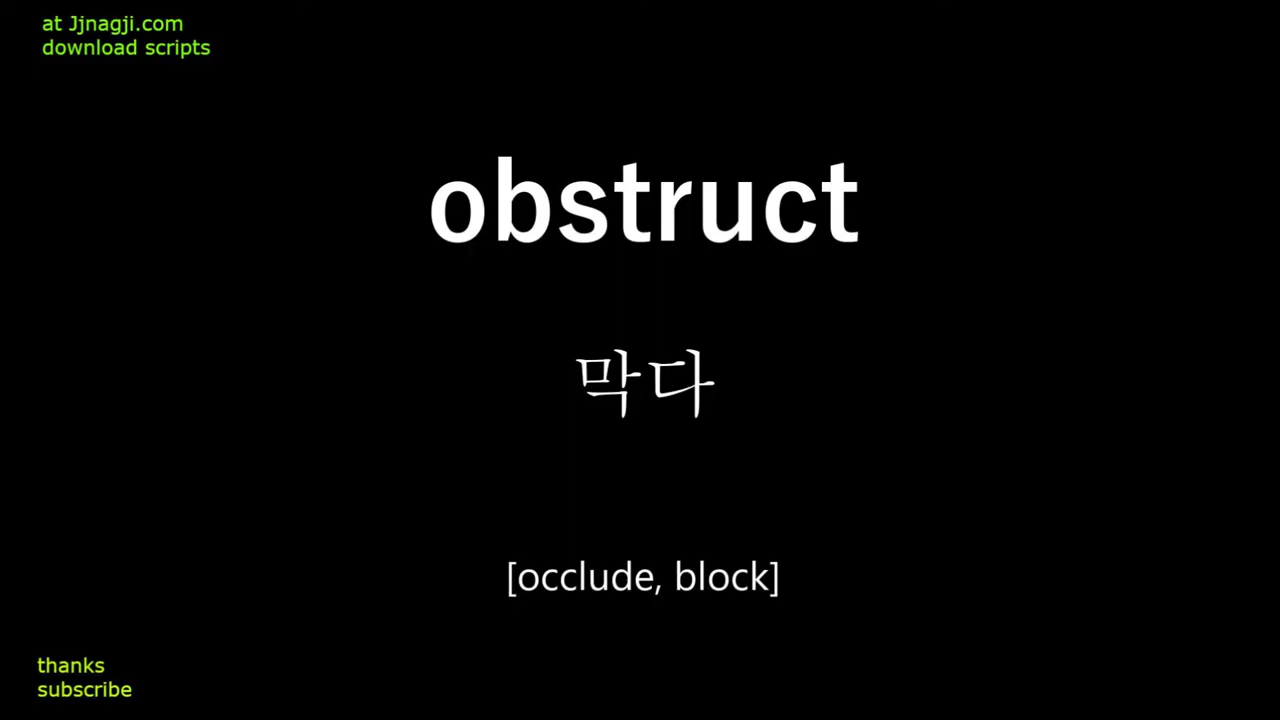 at Jjnagji.com
download scripts
obstruct
막다
[occlude, block]
thanks
subscribe